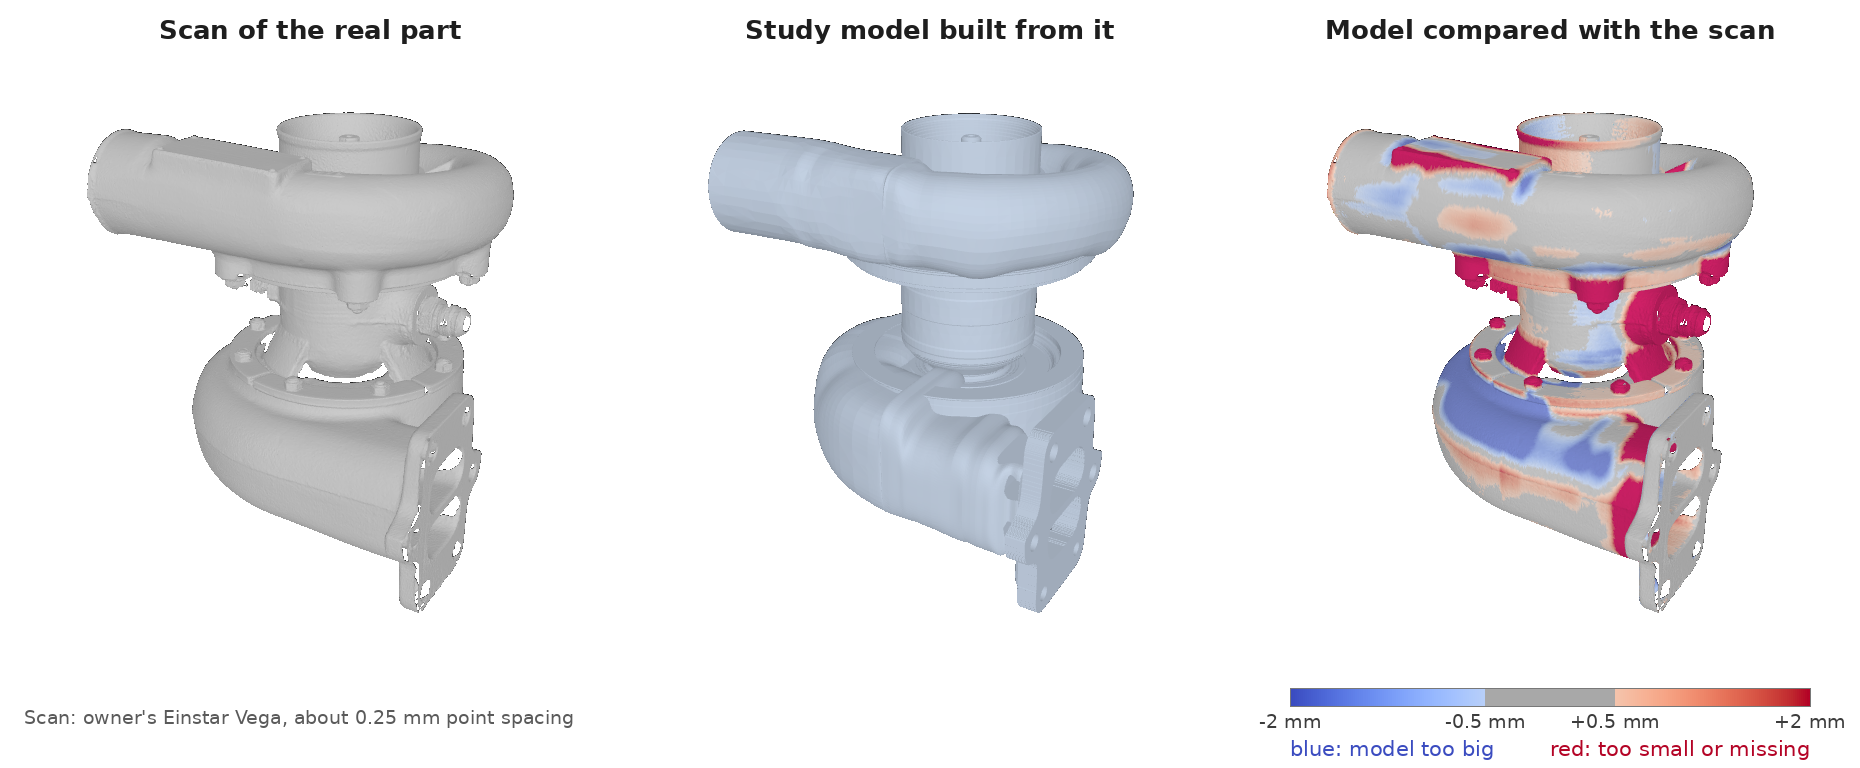 Scan of the real part
Study model built from it
Model compared with the scan
Scan: owner's Einstar Vega, about 0.25 mm point spacing
-2 mm
-0.5 mm
+0.5 mm
+2 mm
blue: model too big
red: too small or missing